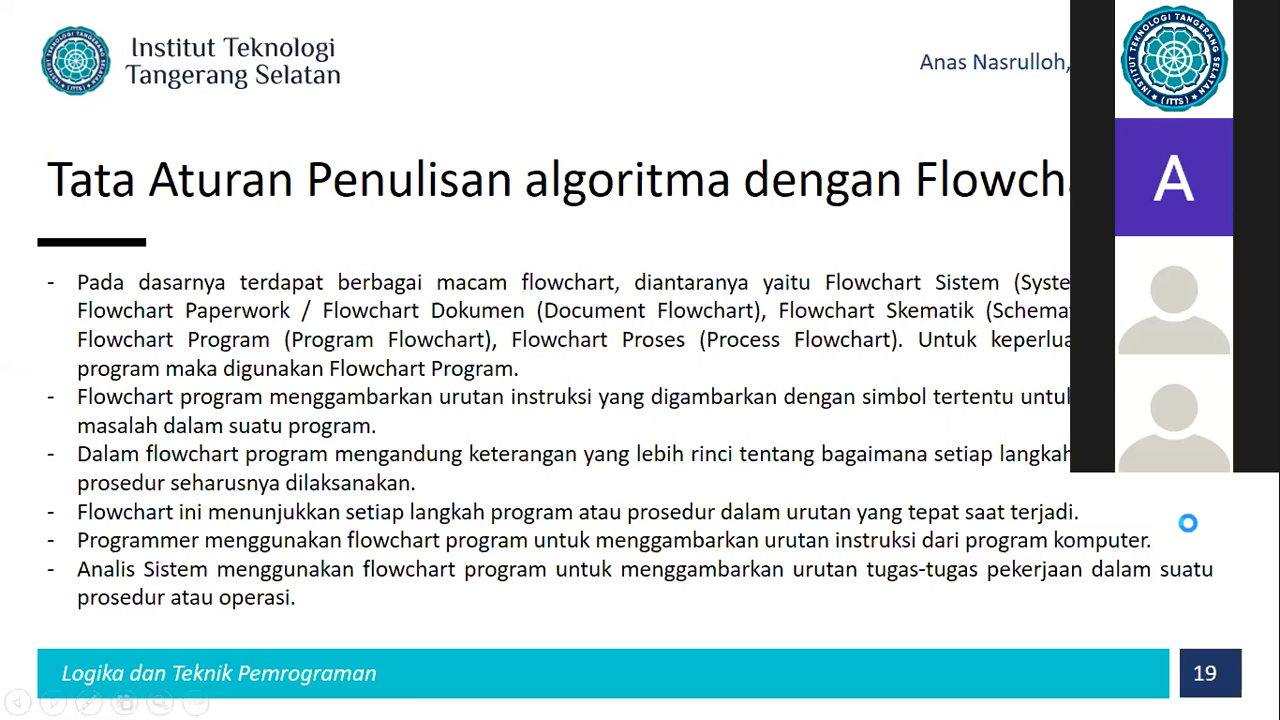 Institut Teknologi
Tangerang Selatan
Anas Nasrulloh,
INSTITUT TEKNOLOGI TANGERANG SELATAN
(ITTS)
A
Tata Aturan Penulisan algoritma dengan
- Pada dasarnya terdapat berbagai macam flowchart, diantaranya yaitu Flowchart Sistem
Flowchart Paperwork / Flowchart Dokumen (Document Flowchart), Flowchart Skematik
Flowchart Program (Program Flowchart), Flowchart Proses (Process Flowchart). Untuk
program maka digunakan Flowchart Program.
- Flowchart program menggambarkan urutan instruksi yang digambarkan dengan simbol tertentu untuk
masalah dalam suatu program.
- Dalam flowchart program mengandung keterangan yang lebih rinci tentang bagaimana setiap langkah
prosedur seharusnya dilaksanakan.
- Flowchart ini menunjukkan setiap langkah program atau prosedur dalam urutan yang tepat saat terjadi.
- Programmer menggunakan flowchart program untuk menggambarkan urutan instruksi dari program komputer.
- Analis Sistem menggunakan flowchart program untuk menggambarkan urutan tugas-tugas pekerjaan dalam suatu
prosedur atau operasi.
Logika dan Teknik Pemrograman
19